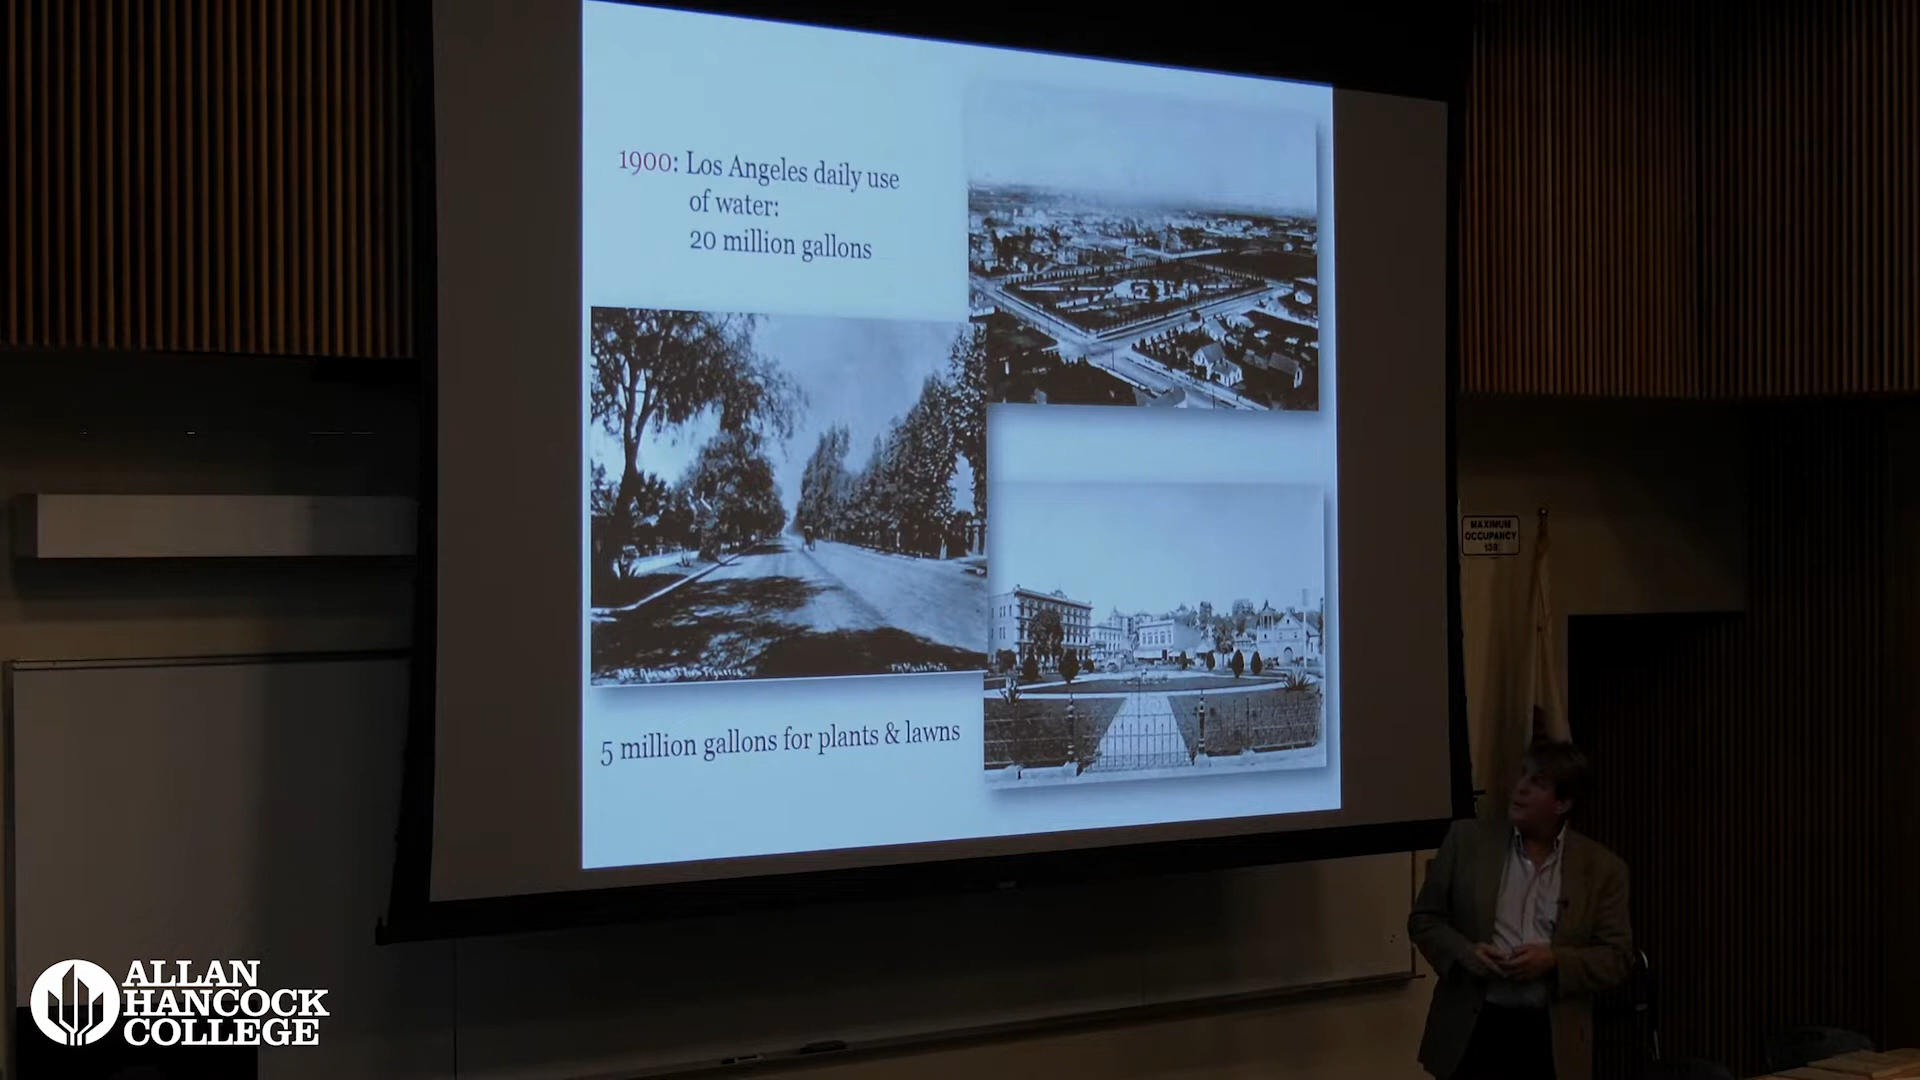 1900: Los Angeles daily use
of water:
20 million gallons
5 million gallons for plants & lawns
MAXIMUM
OCCUPANCY
138
ALLAN
HANCOCK
COLLEGE